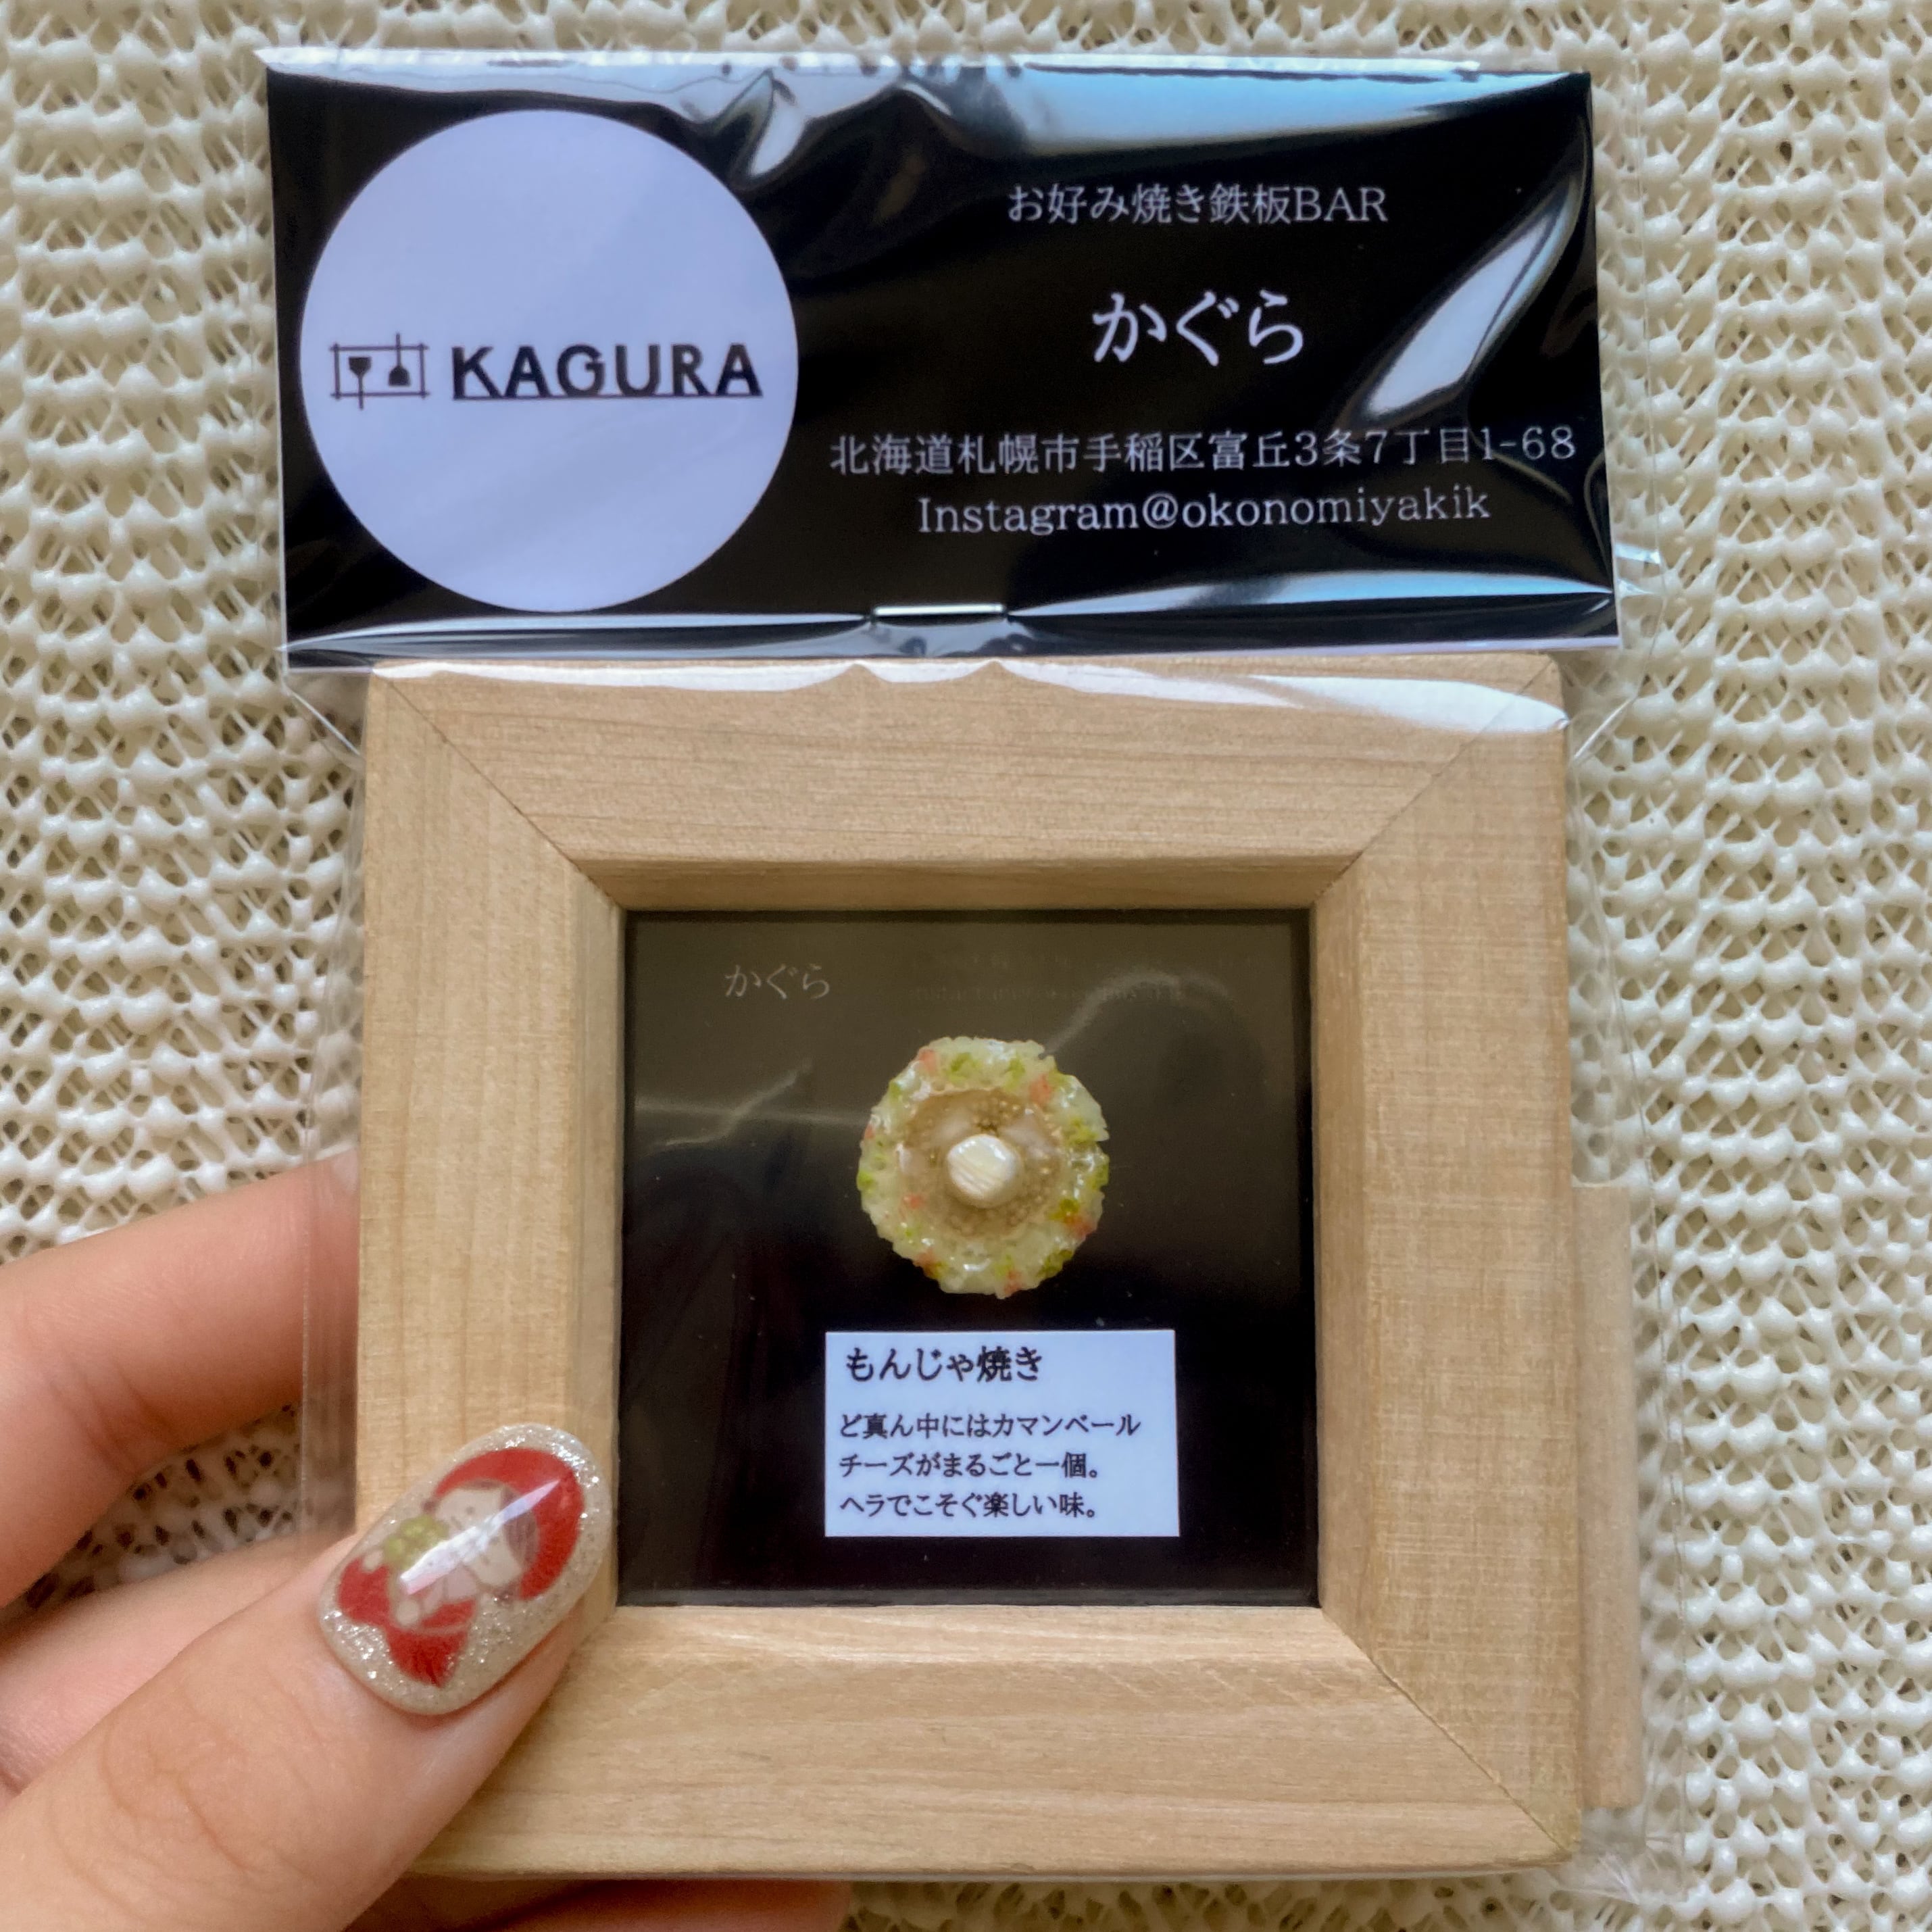 KAGURA
お好み焼き鉄板BAR
かぐら
北海道札幌市手稲区富丘3条7丁目1-68
Instagram@okonomiyakik
かぐら
もんじゃ焼き
ど真ん中にはカマンベール
チーズがまるごと一個。
ヘラでこそぐ楽しい味。